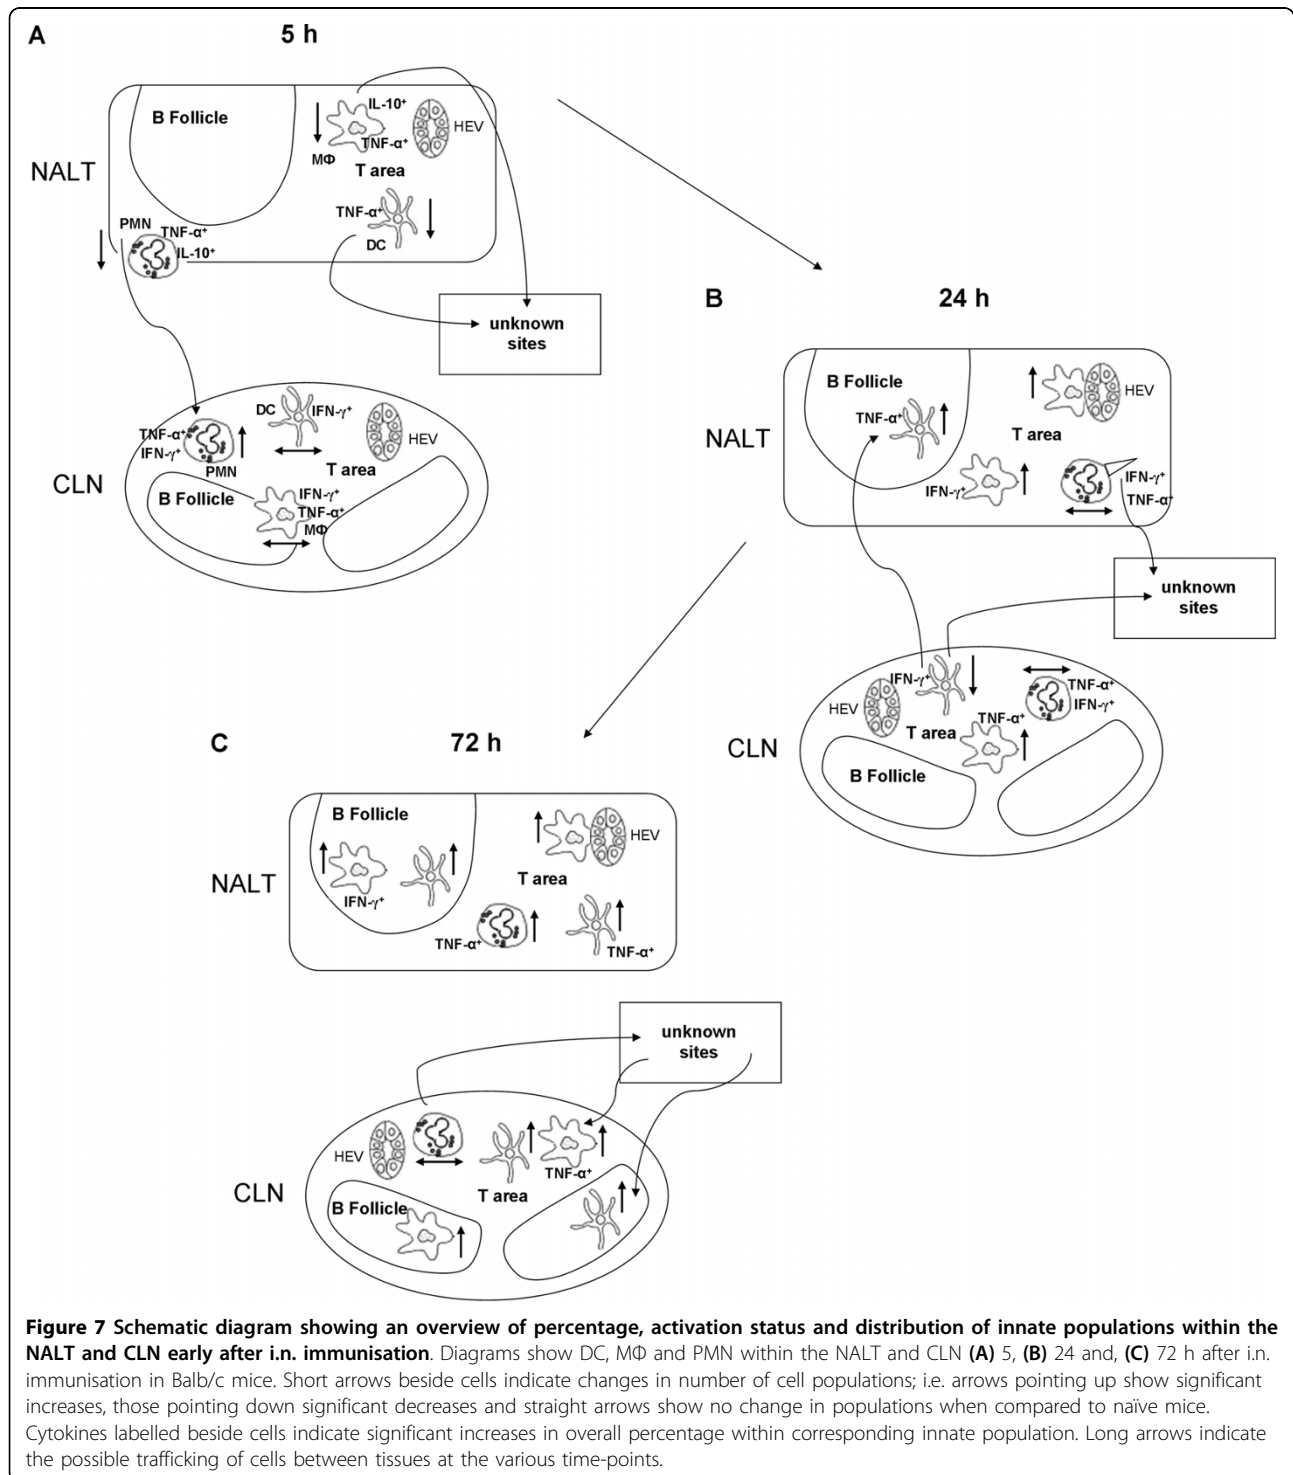 A
5 h
B Follicle
IL-10⁺
HEV
TNF-α⁺
MΦ
T area
NALT
TNF-α⁺
DC
PMN
TNF-α⁺
IL-10⁺
unknown
sites
DC
IFN-γ⁺
TNF-α⁺
IFN-γ⁺
PMN
HEV
T area
CLN
B Follicle
IFN-γ⁺
TNF-α⁺
MΦ
B
24 h
B Follicle
TNF-α⁺
HEV
T area
NALT
IFN-γ⁺
IFN-γ⁺
TNF-α⁺
unknown
sites
IFN-γ⁺
TNF-α⁺
IFN-γ⁺
HEV
TNF-α⁺
T area
CLN
B Follicle
C
72 h
B Follicle
HEV
T area
NALT
IFN-γ⁺
TNF-α⁺
TNF-α⁺
unknown
sites
HEV
TNF-α⁺
T area
CLN
B Follicle
Figure 7 Schematic diagram showing an overview of percentage, activation status and distribution of innate populations within the
NALT and CLN early after i.n. immunisation. Diagrams show DC, MΦ and PMN within the NALT and CLN (A) 5, (B) 24 and, (C) 72 h after i.n.
immunisation in Balb/c mice. Short arrows beside cells indicate changes in number of cell populations; i.e. arrows pointing up show significant
increases, those pointing down significant decreases and straight arrows show no change in populations when compared to naïve mice.
Cytokines labelled beside cells indicate significant increases in overall percentage within corresponding innate population. Long arrows indicate
the possible trafficking of cells between tissues at the various time-points.